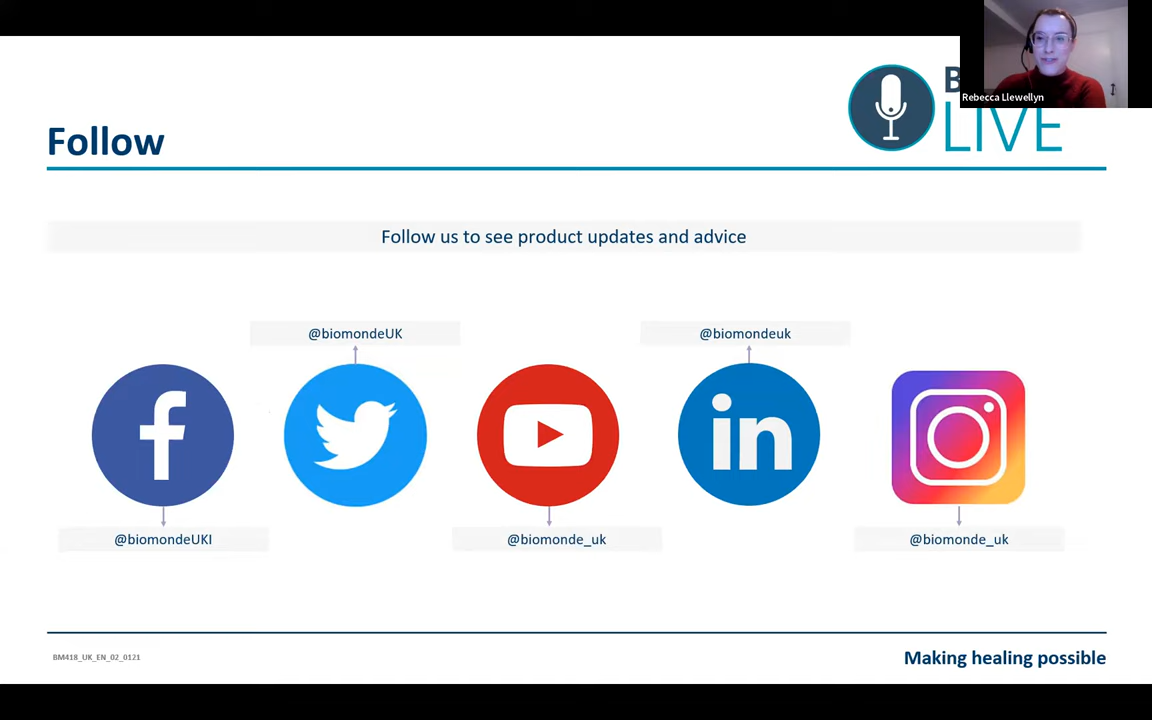 Rebecca Llewellyn
LIVE
Follow
Follow us to see product updates and advice
@biomondeUK
@biomondeuk
in
@biomondeUKI
@biomonde_uk
@biomonde_uk
BM418_UK_EN_02_0121
Making healing possible